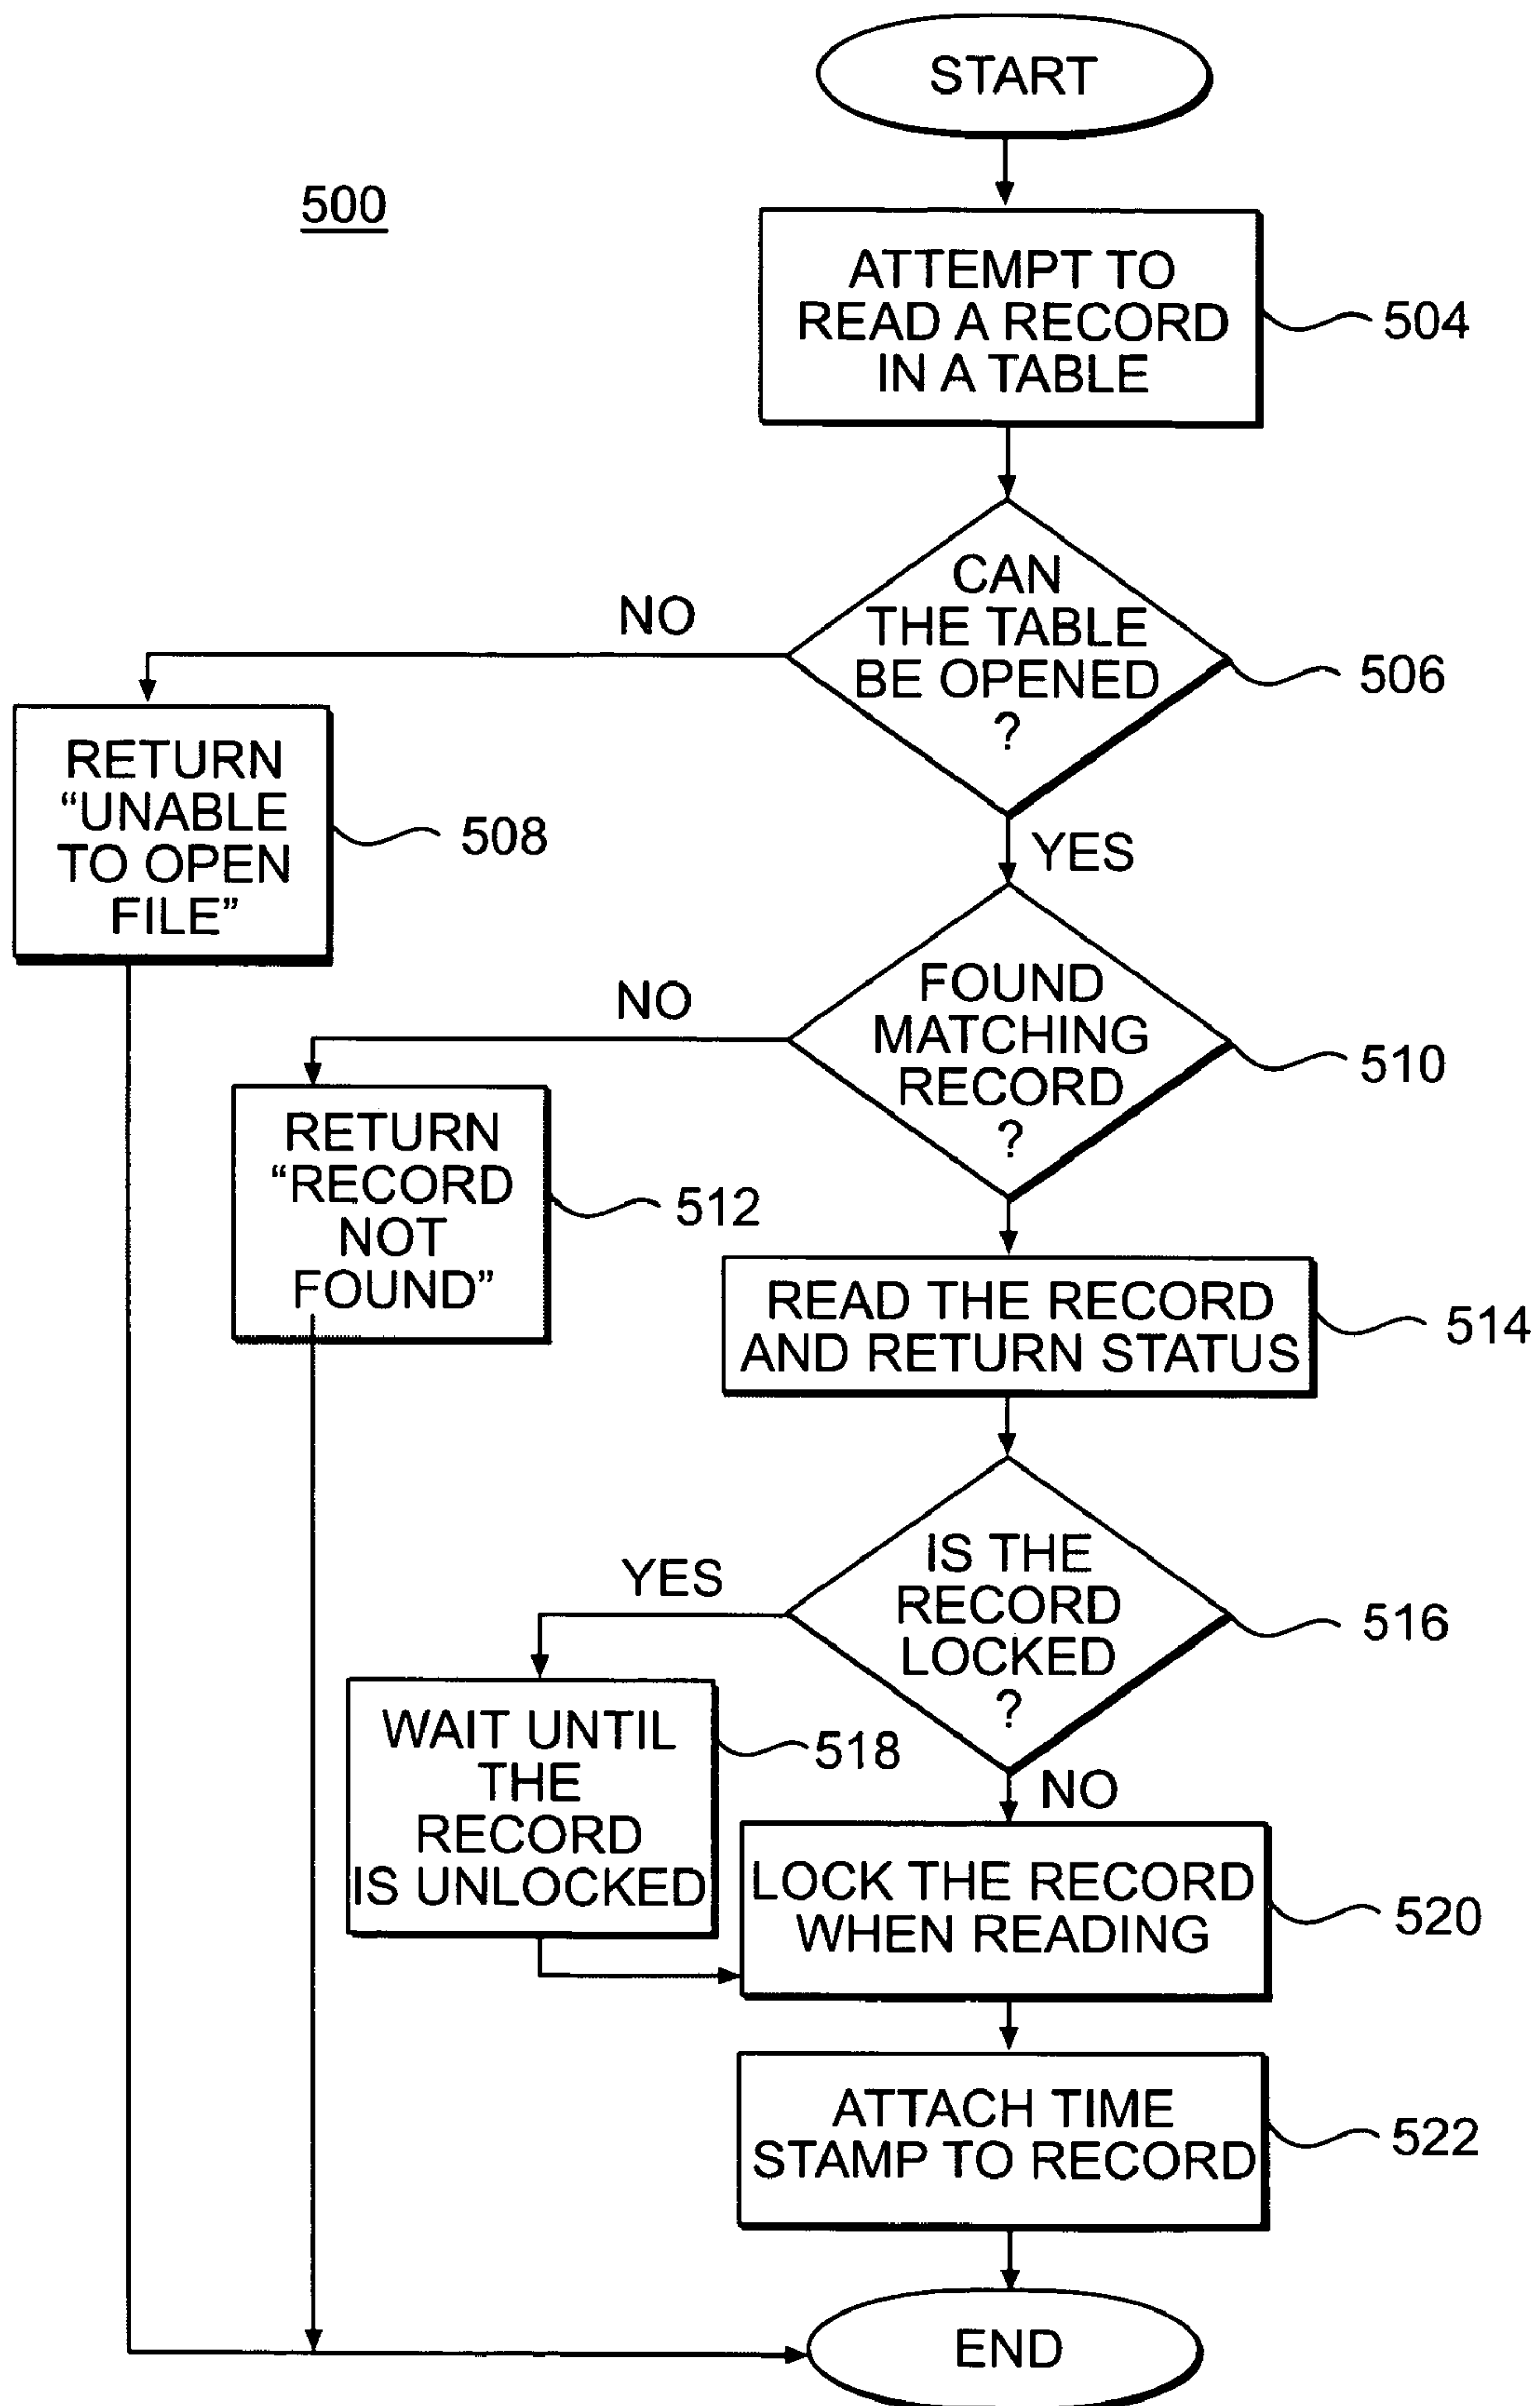 START
500
ATTEMPT TO
READ A RECORD
IN A TABLE
504
CAN
THE TABLE
BE OPENED
?
506
NO
RETURN
“UNABLE
TO OPEN
FILE”
508
YES
FOUND
MATCHING
RECORD
?
510
NO
RETURN
“RECORD
NOT
FOUND”
512
READ THE RECORD
AND RETURN STATUS
514
IS THE
RECORD
LOCKED
?
516
YES
WAIT UNTIL
THE
RECORD
IS UNLOCKED
518
NO
LOCK THE RECORD
WHEN READING
520
ATTACH TIME
STAMP TO RECORD
522
END